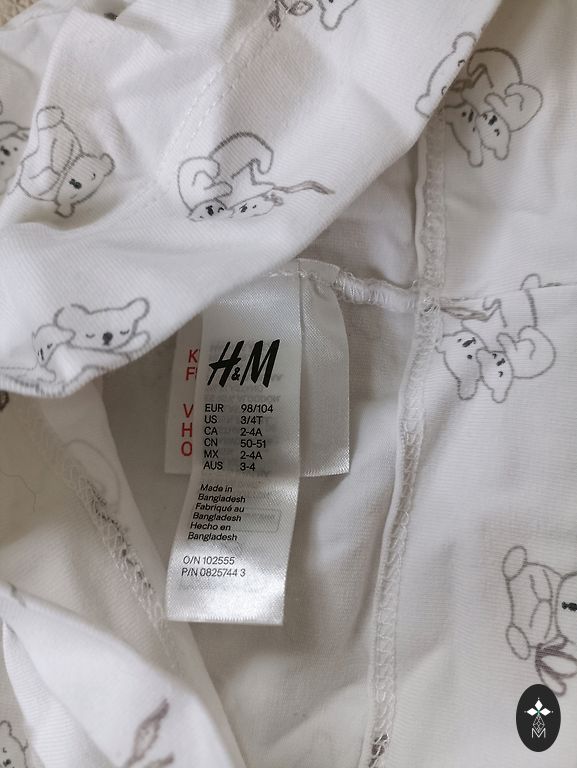 H&M
EUR 98/104
US 3/4T
CA 2-4A
CN 50-51
MX 2-4A
AUS 3-4
Made in
Bangladesh
Fabriqué au
Bangladesh
Hecho en
Bangladesh
O/N 102555
P/N 0825744 3
K
F
V
H
O
M